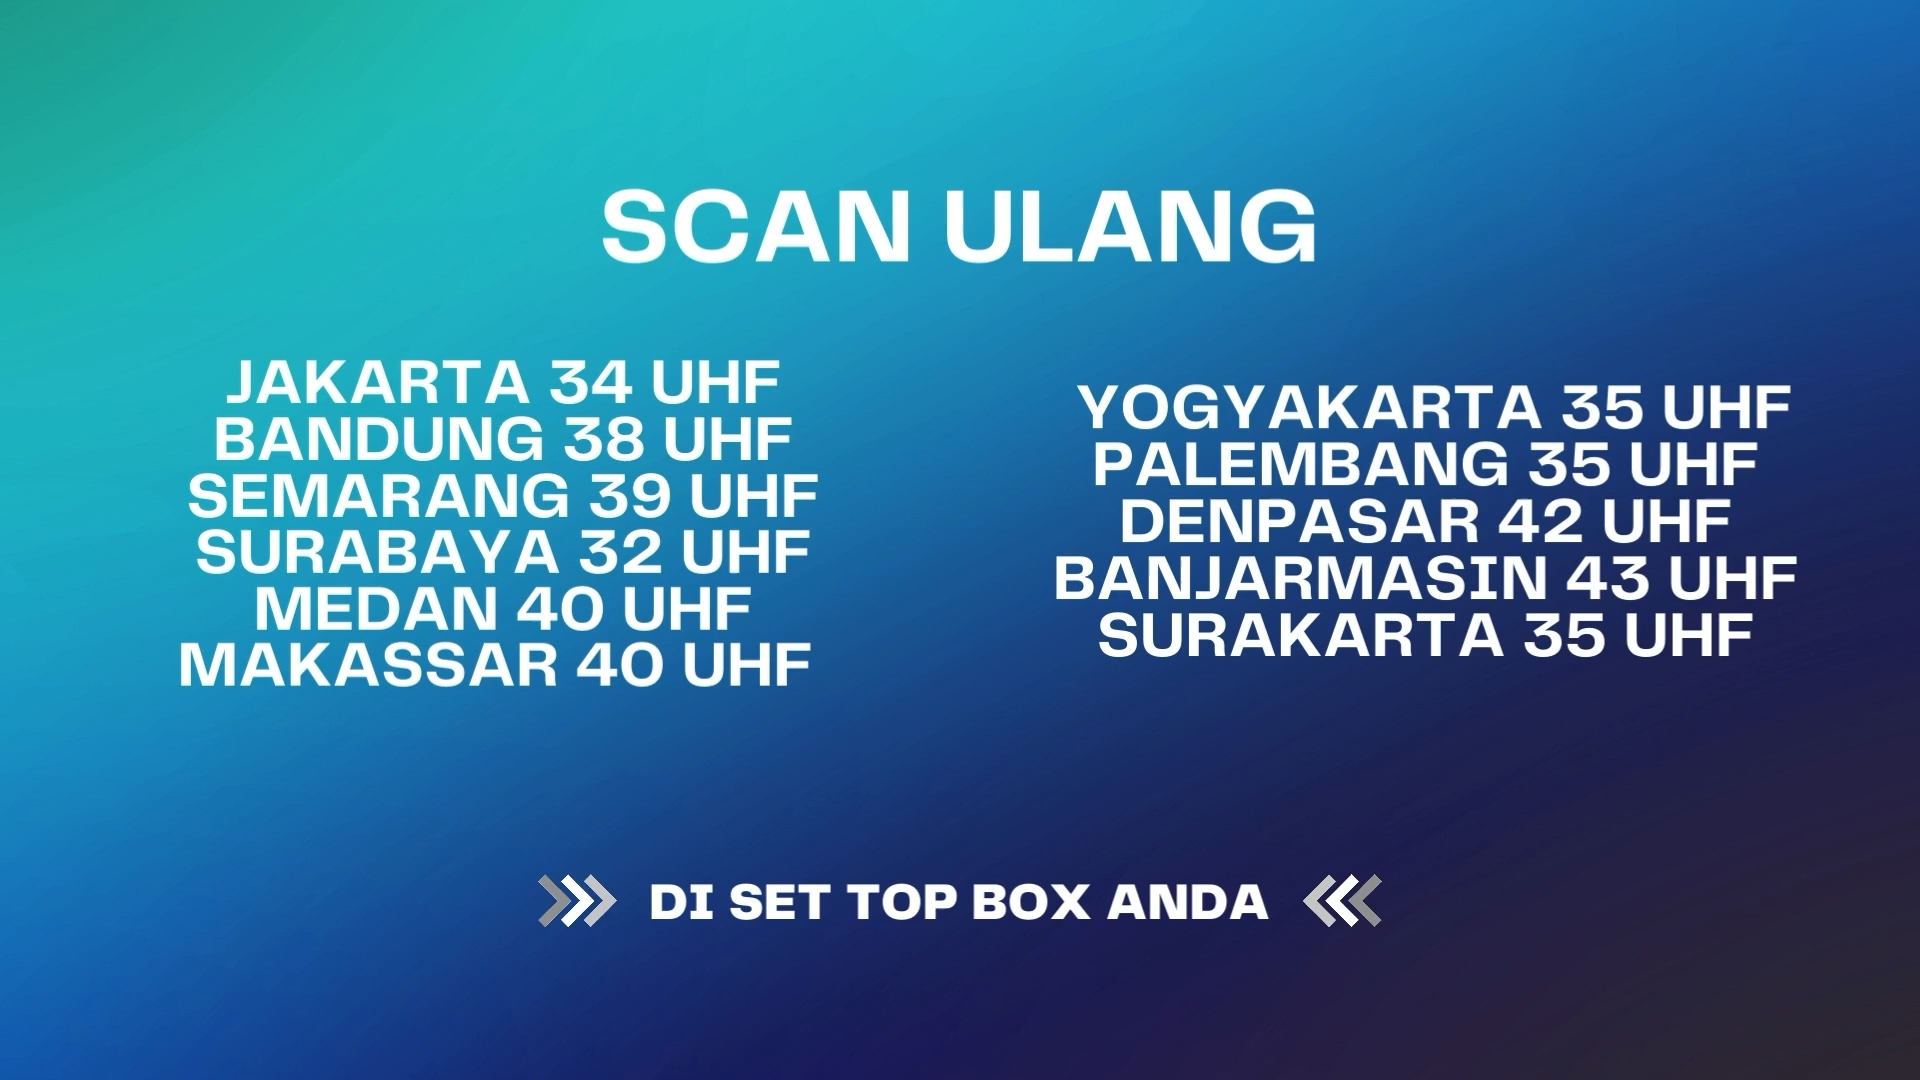 SCAN ULANG
JAKARTA 34 UHF
BANDUNG 38 UHF
SEMARANG 39 UHF
SURABAYA 32 UHF
MEDAN 40 UHF
MAKASSAR 40 UHF
YOGYAKARTA 35 UHF
PALEMBANG 35 UHF
DENPASAR 42 UHF
BANJARMASIN 43 UHF
SURAKARTA 35 UHF
DI SET TOP BOX ANDA